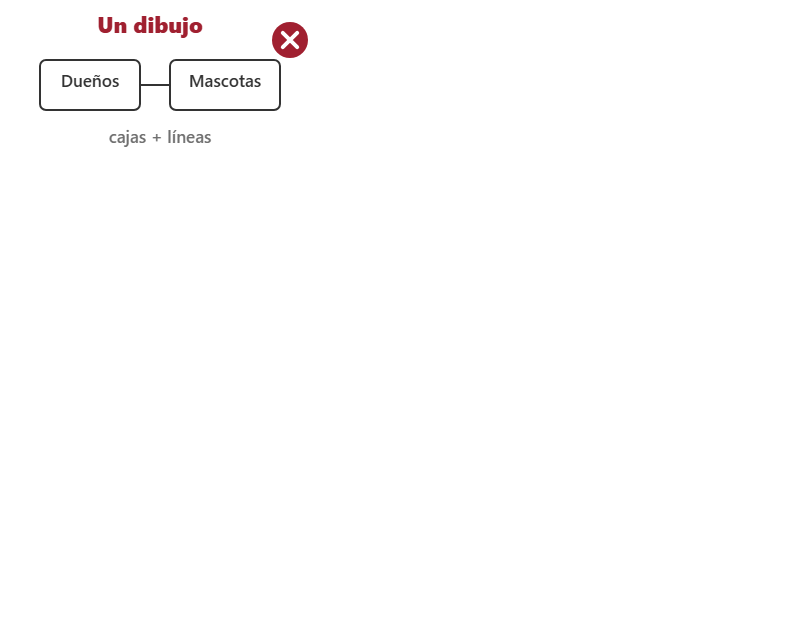 Un dibujo
Dueños
Mascotas
cajas + líneas